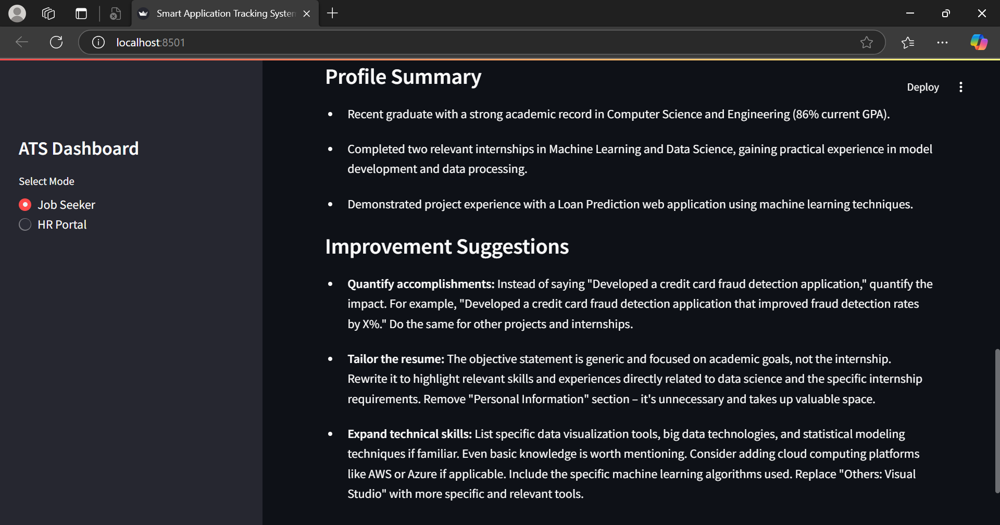 Smart Application Tracking System
localhost:8501
Deploy
ATS Dashboard
Select Mode
Job Seeker
HR Portal
Profile Summary
Recent graduate with a strong academic record in Computer Science and Engineering (86% current GPA).
Completed two relevant internships in Machine Learning and Data Science, gaining practical experience in model
development and data processing.
Demonstrated project experience with a Loan Prediction web application using machine learning techniques.
Improvement Suggestions
Quantify accomplishments: Instead of saying "Developed a credit card fraud detection application," quantify the
impact. For example, "Developed a credit card fraud detection application that improved fraud detection rates
by X%." Do the same for other projects and internships.
Tailor the resume: The objective statement is generic and focused on academic goals, not the internship.
Rewrite it to highlight relevant skills and experiences directly related to data science and the specific internship
requirements. Remove "Personal Information" section – it's unnecessary and takes up valuable space.
Expand technical skills: List specific data visualization tools, big data technologies, and statistical modeling
techniques if familiar. Even basic knowledge is worth mentioning. Consider adding cloud computing platforms
like AWS or Azure if applicable. Include the specific machine learning algorithms used. Replace "Others: Visual
Studio" with more specific and relevant tools.